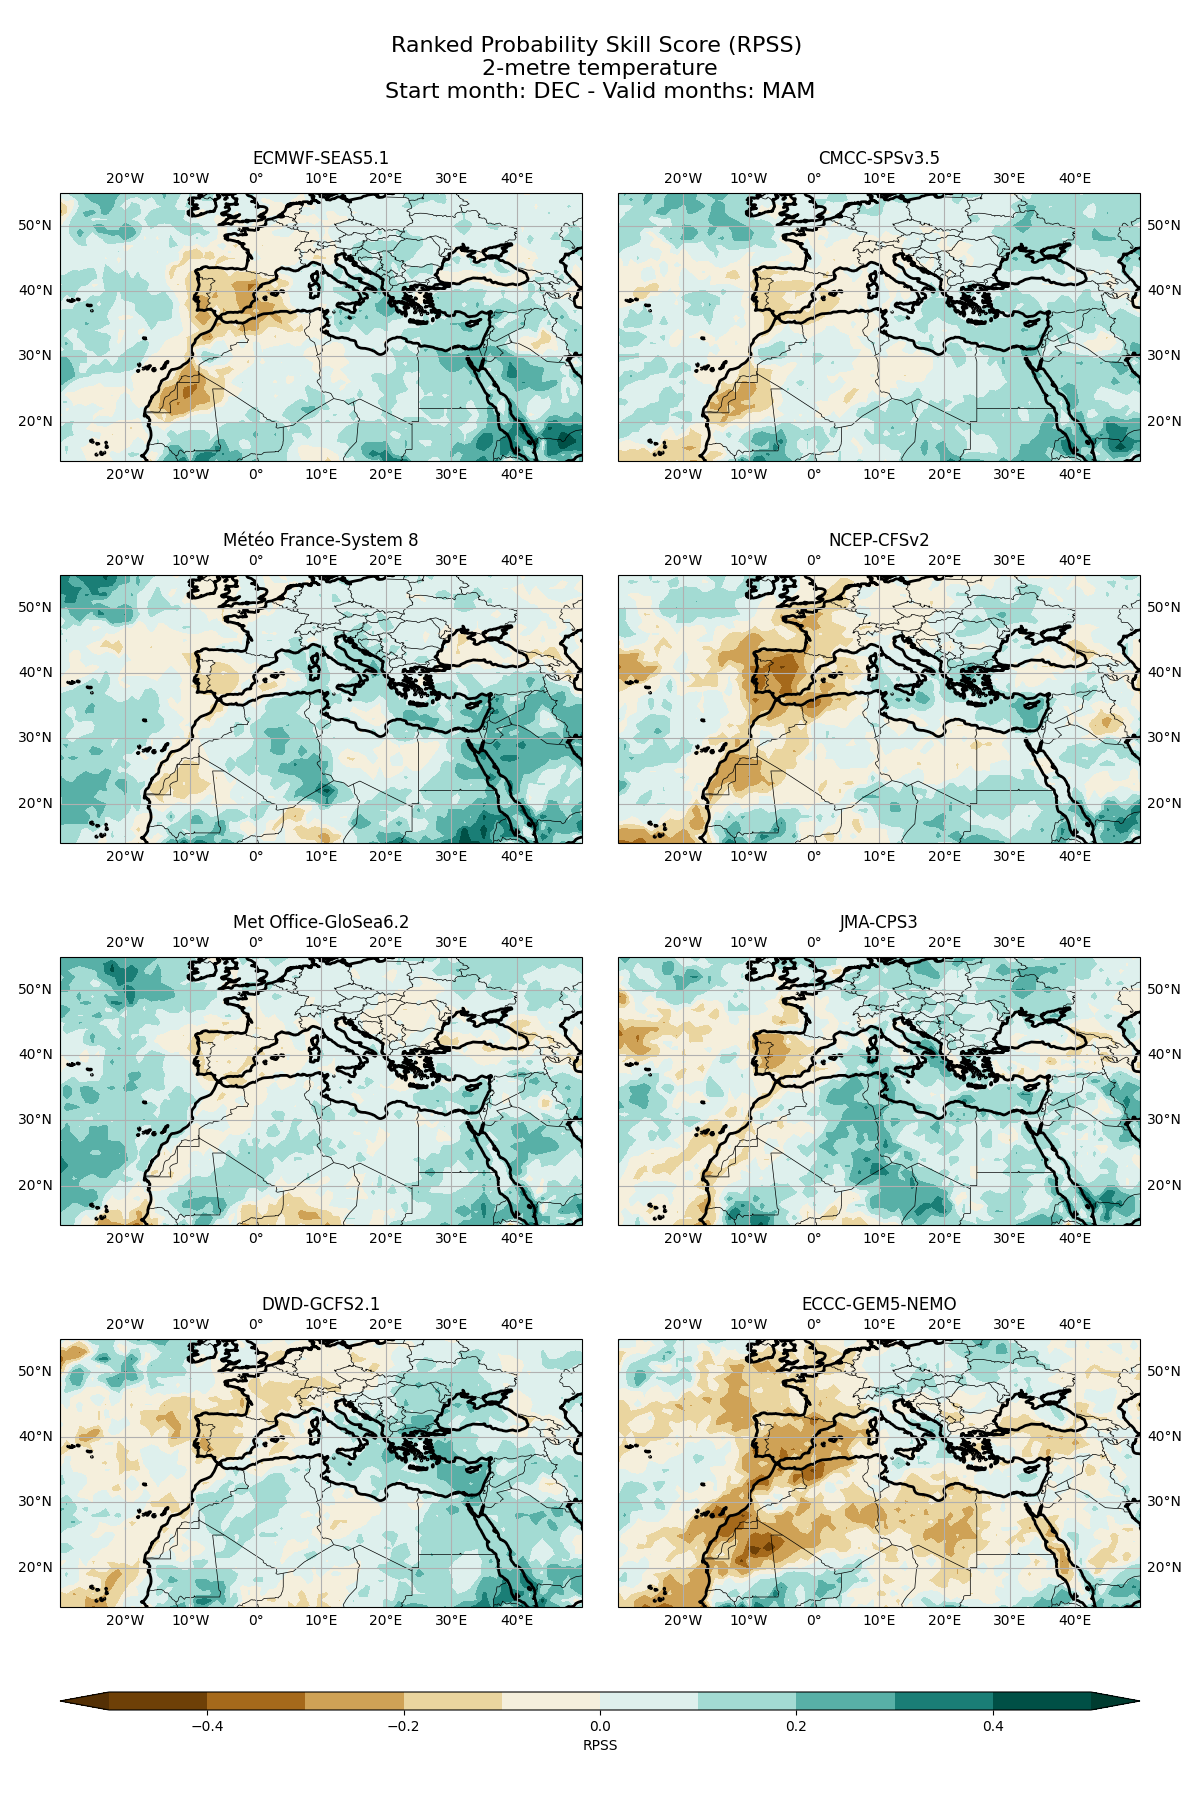 Ranked Probability Skill Score (RPSS)
2-metre temperature
Start month: DEC - Valid months: MAM
ECMWF-SEAS5.1
CMCC-SPSv3.5
20°W 10°W 0° 10°E 20°E 30°E 40°E
20°W 10°W 0° 10°E 20°E 30°E 40°E
50°N
50°N
40°N
40°N
30°N
30°N
20°N
20°N
20°W 10°W 0° 10°E 20°E 30°E 40°E
20°W 10°W 0° 10°E 20°E 30°E 40°E
Météo France-System 8
NCEP-CFSv2
20°W 10°W 0° 10°E 20°E 30°E 40°E
20°W 10°W 0° 10°E 20°E 30°E 40°E
50°N
50°N
40°N
40°N
30°N
30°N
20°N
20°N
20°W 10°W 0° 10°E 20°E 30°E 40°E
20°W 10°W 0° 10°E 20°E 30°E 40°E
Met Office-GloSea6.2
JMA-CPS3
20°W 10°W 0° 10°E 20°E 30°E 40°E
20°W 10°W 0° 10°E 20°E 30°E 40°E
50°N
50°N
40°N
40°N
30°N
30°N
20°N
20°N
20°W 10°W 0° 10°E 20°E 30°E 40°E
20°W 10°W 0° 10°E 20°E 30°E 40°E
DWD-GCFS2.1
ECCC-GEM5-NEMO
20°W 10°W 0° 10°E 20°E 30°E 40°E
20°W 10°W 0° 10°E 20°E 30°E 40°E
50°N
50°N
40°N
40°N
30°N
30°N
20°N
20°N
20°W 10°W 0° 10°E 20°E 30°E 40°E
20°W 10°W 0° 10°E 20°E 30°E 40°E
−0.4 −0.2 0.0 0.2 0.4
RPSS